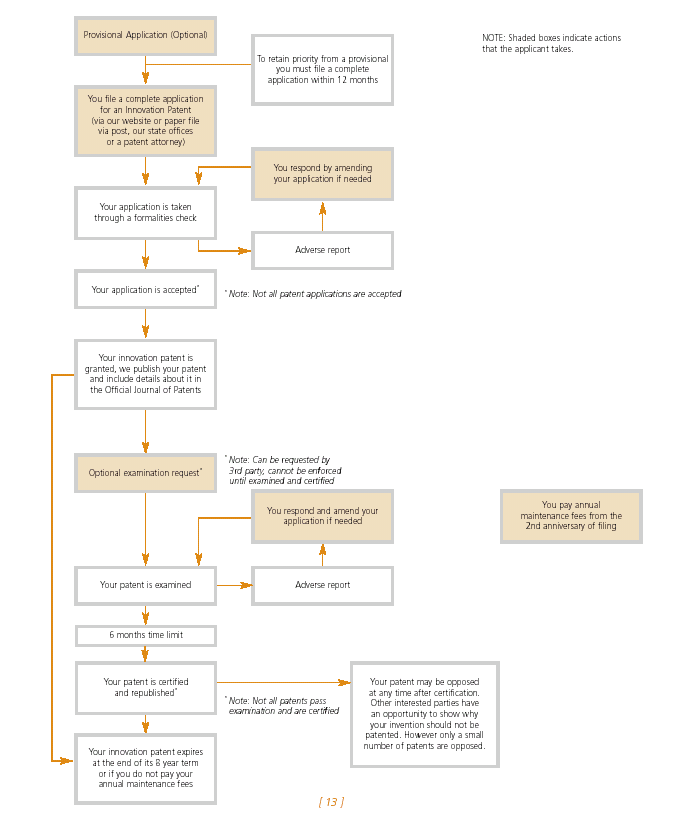 Provisional Application (Optional)
NOTE: Shaded boxes indicate actions
that the applicant takes.
To retain priority from a provisional
you must file a complete
application within 12 months
You file a complete application
for an Innovation Patent
(via our website or paper file
via post, our state offices
or a patent attorney)
You respond by amending
your application if needed
Your application is taken
through a formalities check
Adverse report
Your application is accepted*
* Note: Not all patent applications are accepted
Your innovation patent is
granted, we publish your patent
and include details about it in
the Official Journal of Patents
Optional examination request*
* Note: Can be requested by
3rd party, cannot be enforced
until examined and certified
You respond and amend your
application if needed
You pay annual
maintenance fees from the
2nd anniversary of filing
Your patent is examined
Adverse report
6 months time limit
Your patent is certified
and republished*
* Note: Not all patents pass
examination and are certified
Your patent may be opposed
at any time after certification.
Other interested parties have
an opportunity to show why
your invention should not be
patented. However only a small
number of patents are opposed.
Your innovation patent expires
at the end of its 8 year term
or if you do not pay your
annual maintenance fees
[ 13 ]